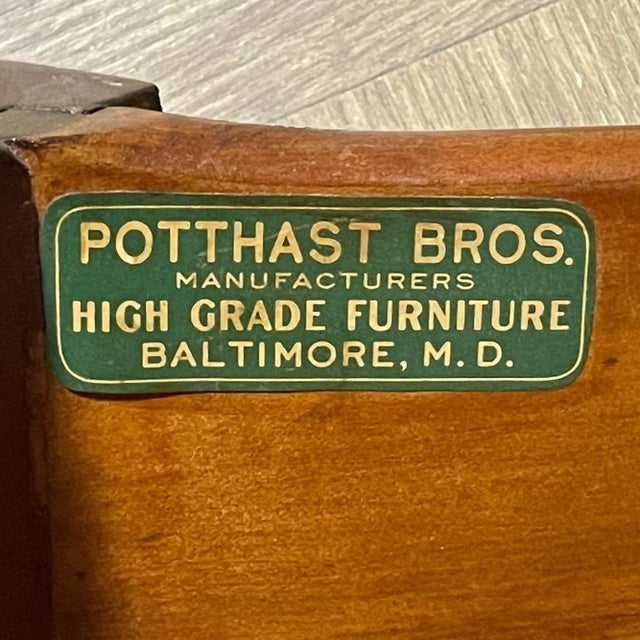 POTTHAST BROS.
MANUFACTURERS
HIGH GRADE FURNITURE
BALTIMORE, M.D.